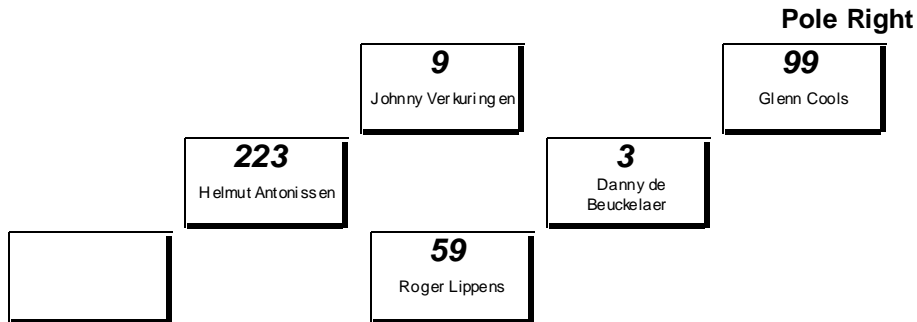 Pole Right
9
Johnny Verkuringen
99
Glenn Cools
223
Helmut Antonissen
3
Danny de
Beuckelaer
59
Roger Lippens